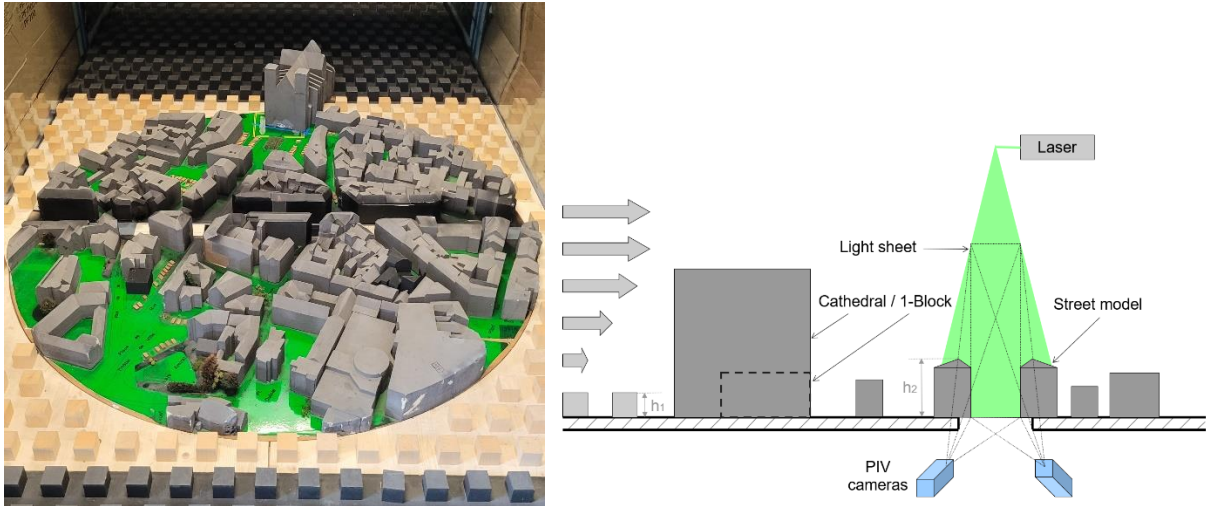 Laser
Light sheet
Cathedral / 1-Block
Street model
h₁
h₂
PIV
cameras